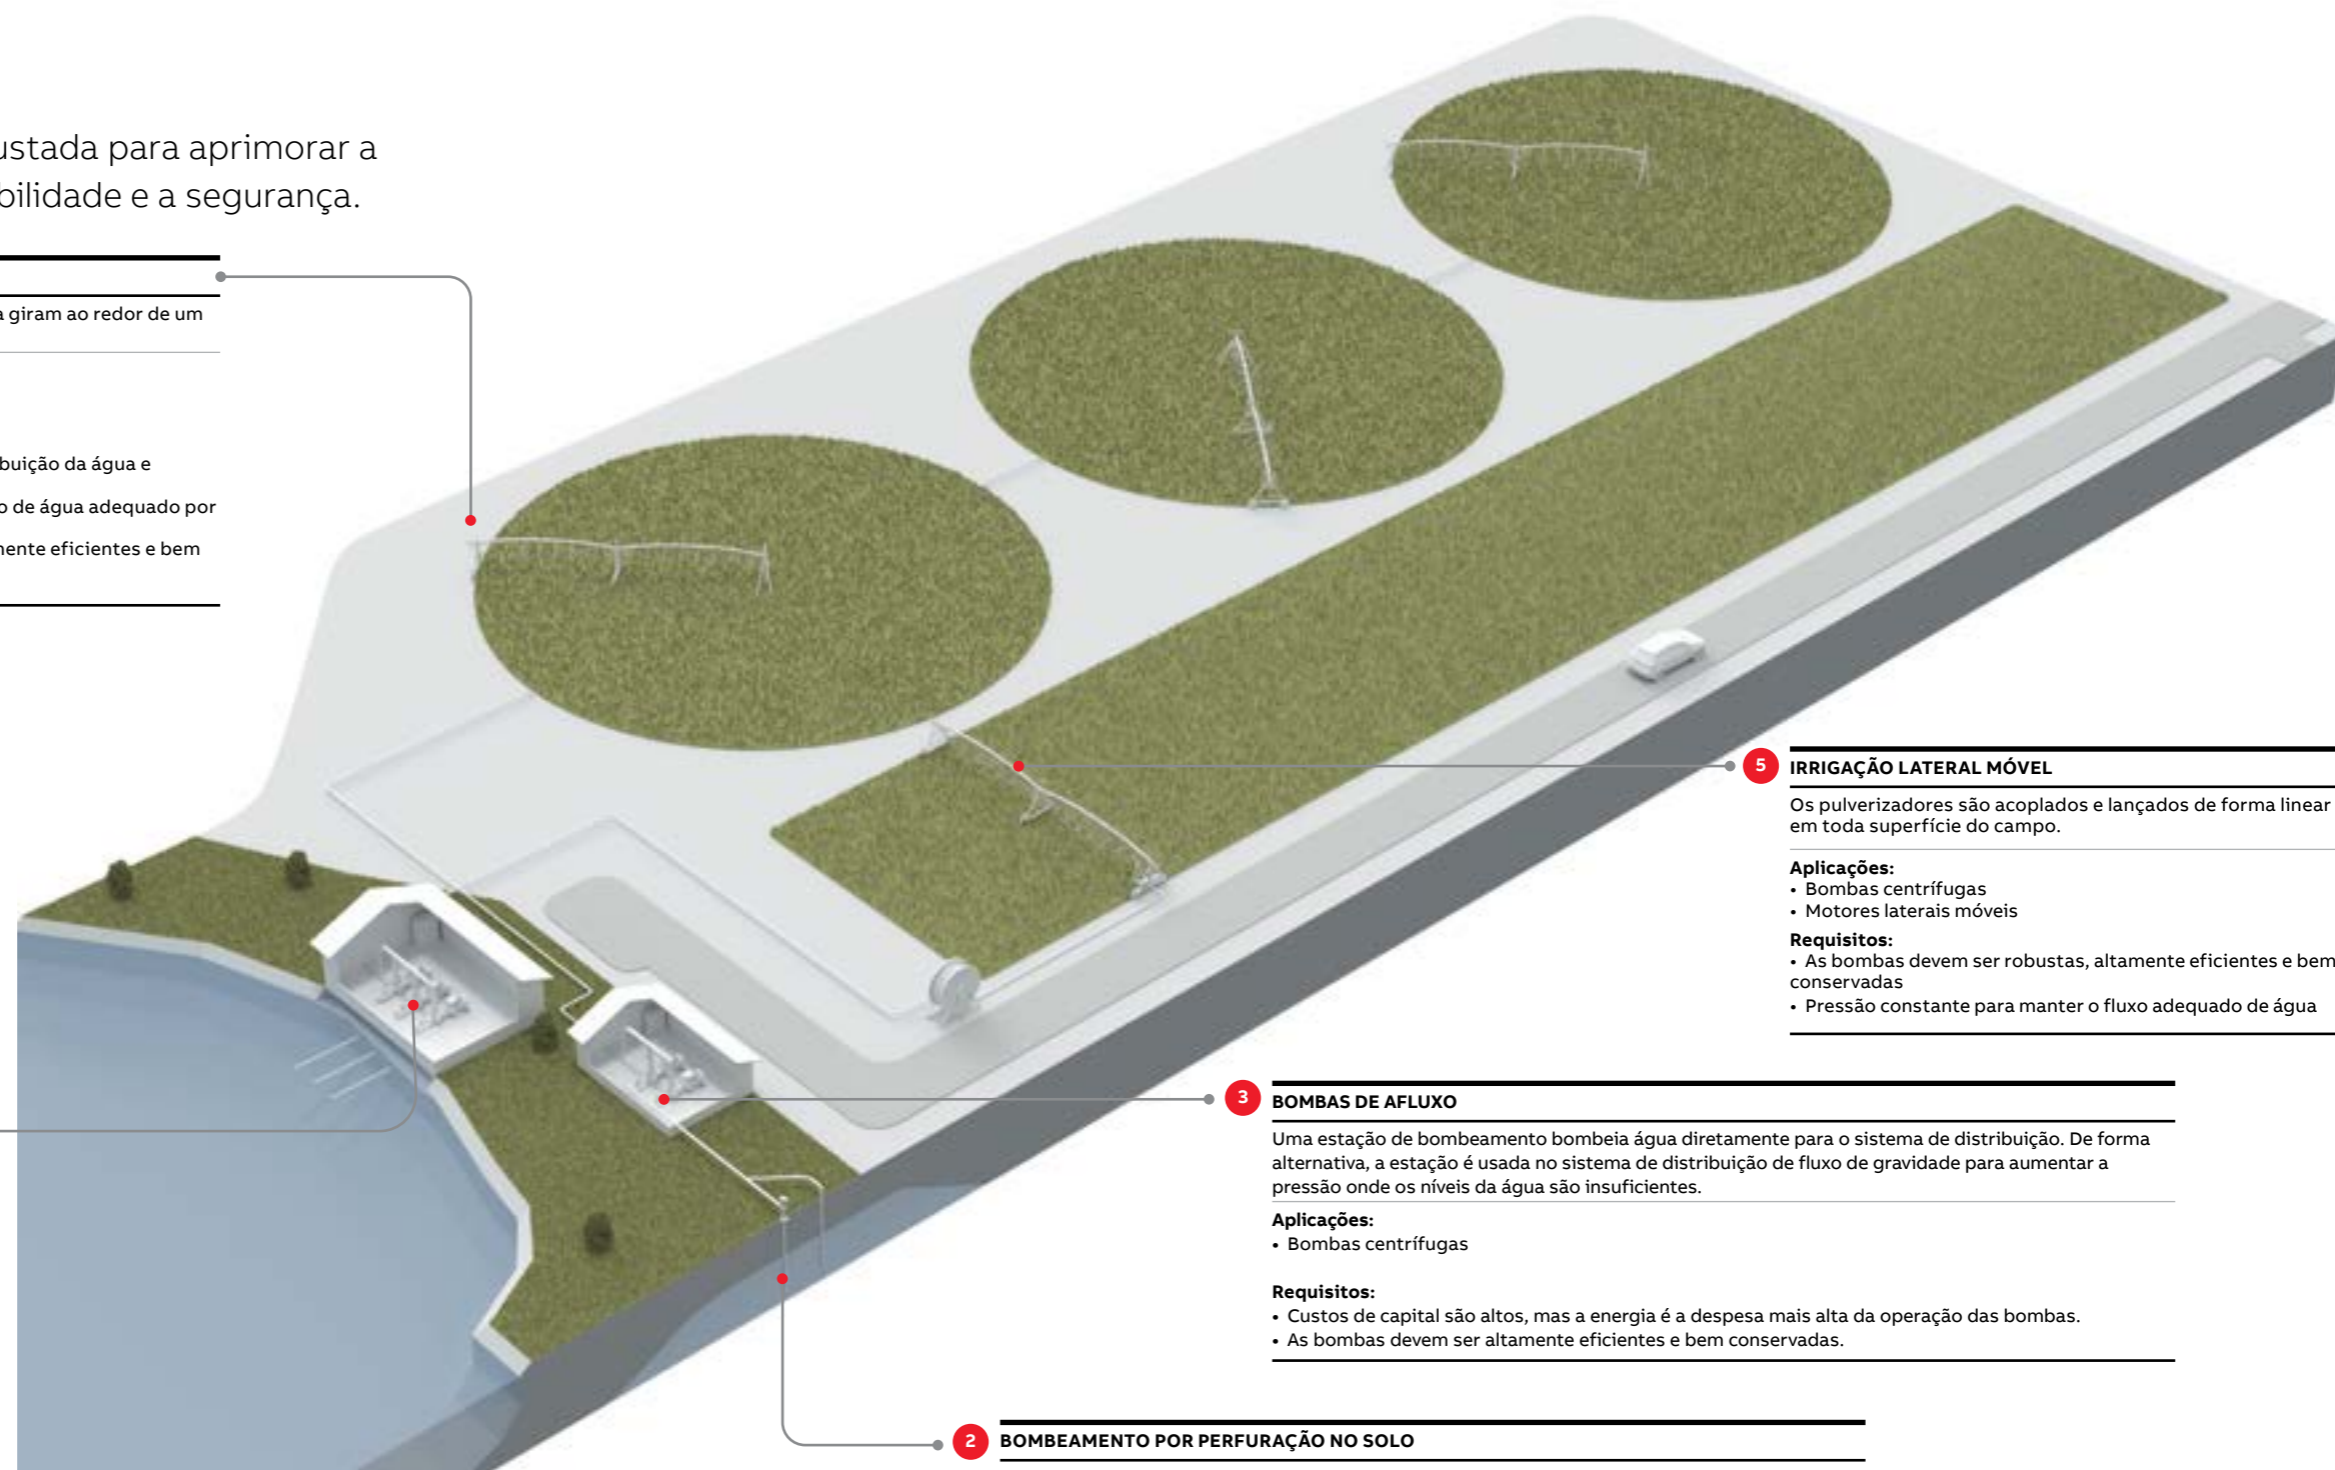 ustada para aprimorar a
bilidade e a segurança.
a giram ao redor de um
buição da água e
o de água adequado por
mente eficientes e bem
5 IRRIGAÇÃO LATERAL MÓVEL
Os pulverizadores são acoplados e lançados de forma linear
em toda superfície do campo.
Aplicações:
• Bombas centrífugas
• Motores laterais móveis
Requisitos:
• As bombas devem ser robustas, altamente eficientes e bem
conservadas
• Pressão constante para manter o fluxo adequado de água
3 BOMBAS DE AFLUXO
Uma estação de bombeamento bombeia água diretamente para o sistema de distribuição. De forma
alternativa, a estação é usada no sistema de distribuição de fluxo de gravidade para aumentar a
pressão onde os níveis da água são insuficientes.
Aplicações:
• Bombas centrífugas
Requisitos:
• Custos de capital são altos, mas a energia é a despesa mais alta da operação das bombas.
• As bombas devem ser altamente eficientes e bem conservadas.
2 BOMBEAMENTO POR PERFURAÇÃO NO SOLO